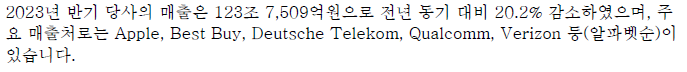 2023년 반기 당사의 매출은 123조 7,509억원으로 전년 동기 대비 20.2% 감소하였으며, 주
요 매출처로는 Apple, Best Buy, Deutsche Telekom, Qualcomm, Verizon 등(알파벳순)이
있습니다.